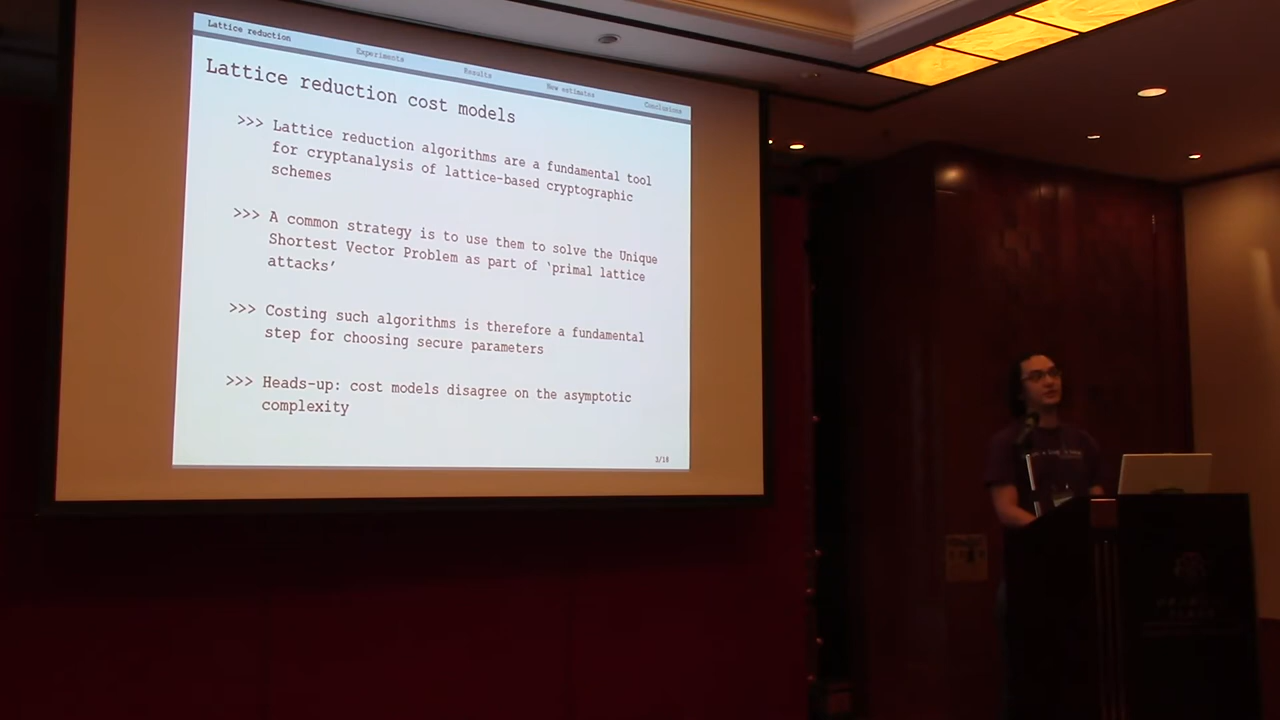 Lattice reduction
Experiments
Results
New estimates
Conclusions
Lattice reduction cost models
>>> Lattice reduction algorithms are a fundamental tool
for cryptanalysis of lattice-based cryptographic
schemes
>>> A common strategy is to use them to solve the Unique
Shortest Vector Problem as part of ‘primal lattice
attacks’
>>> Costing such algorithms is therefore a fundamental
step for choosing secure parameters
>>> Heads-up: cost models disagree on the asymptotic
complexity
3/18